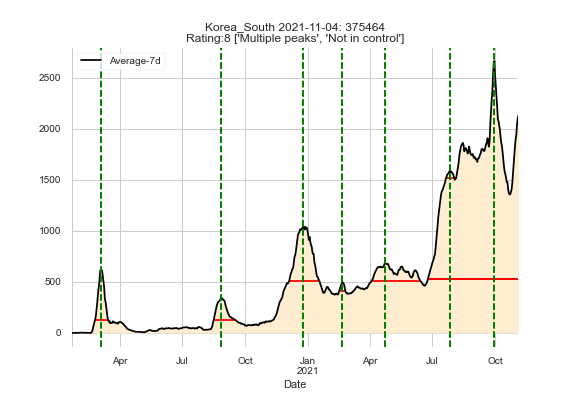 Korea_South 2021-11-04: 375464
Rating:8 ['Multiple peaks', 'Not in control']
Average-7d
2500
2000
1500
1000
500
0
Apr Jul Oct Jan Apr Jul Oct
2021
Date